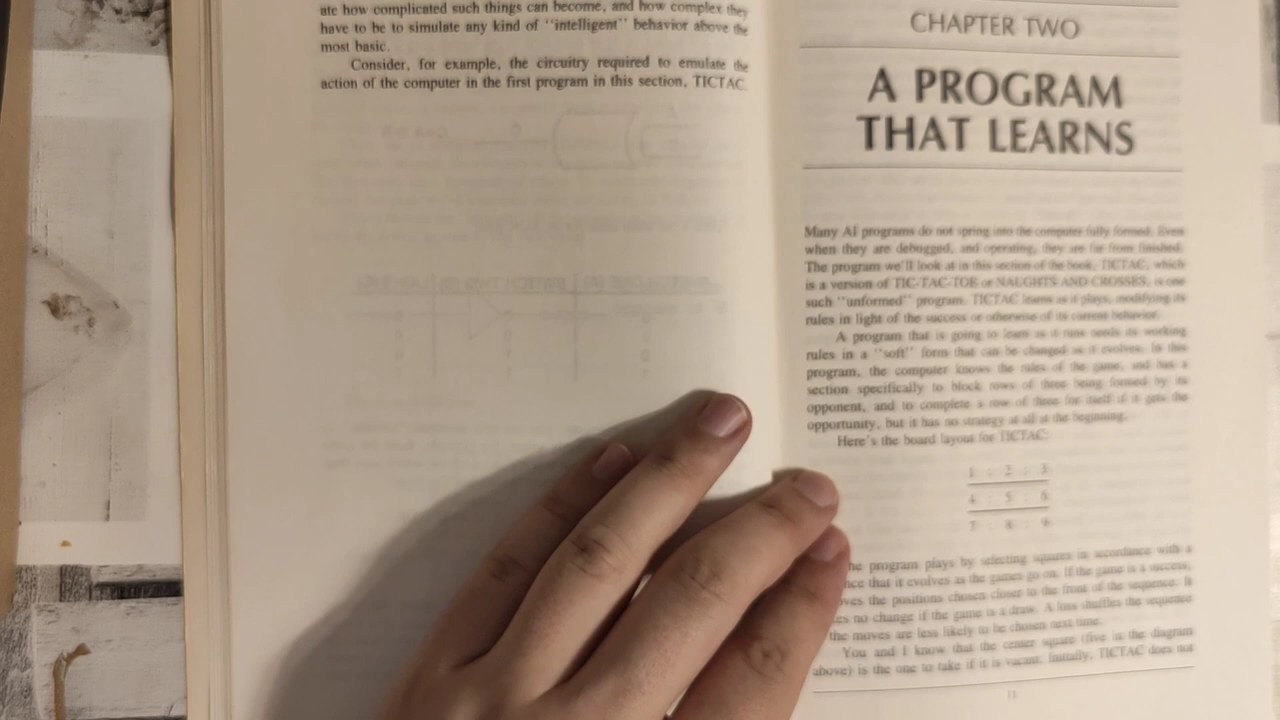 ate how complicated such things can become, and how complex they
have to be to simulate any kind of "intelligent" behavior above the
most basic.
Consider, for example, the circuitry required to emulate the
action of the computer in the first program in this section, TICTAC.
CHAPTER TWO
A PROGRAM
THAT LEARNS
Many AI programs do not spring into the computer fully formed. Even
when they are debugged, and operating, they are far from finished.
The program we'll look at in this section of the book, TICTAC, which
is a version of TIC-TAC-TOE or NAUGHTS AND CROSSES, is one
such "unformed" program. TICTAC learns as it plays, modifying its
rules in light of the success or otherwise of its current behavior.
A program that is going to learn as it runs needs its working
rules in a "soft" form that can be changed as it evolves. In this
program, the computer knows the rules of the game, and has a
section specifically to block rows of three being formed by its
opponent, and to complete a row of three for itself if it gets the
opportunity, but it has no strategy at all at the beginning.
Here's the board layout for TICTAC:
1 : 2 : 3
4 : 5 : 6
7 : 8 : 9
he program plays by selecting squares in accordance with a
nce that it evolves as the games go on. If the game is a success,
oves the positions chosen closer to the front of the sequence. It
es no change if the game is a draw. A loss shuffles the sequence
the moves are less likely to be chosen next time.
You and I know that the center square (five in the diagram
above) is the one to take if it is vacant. Initially, TICTAC does not